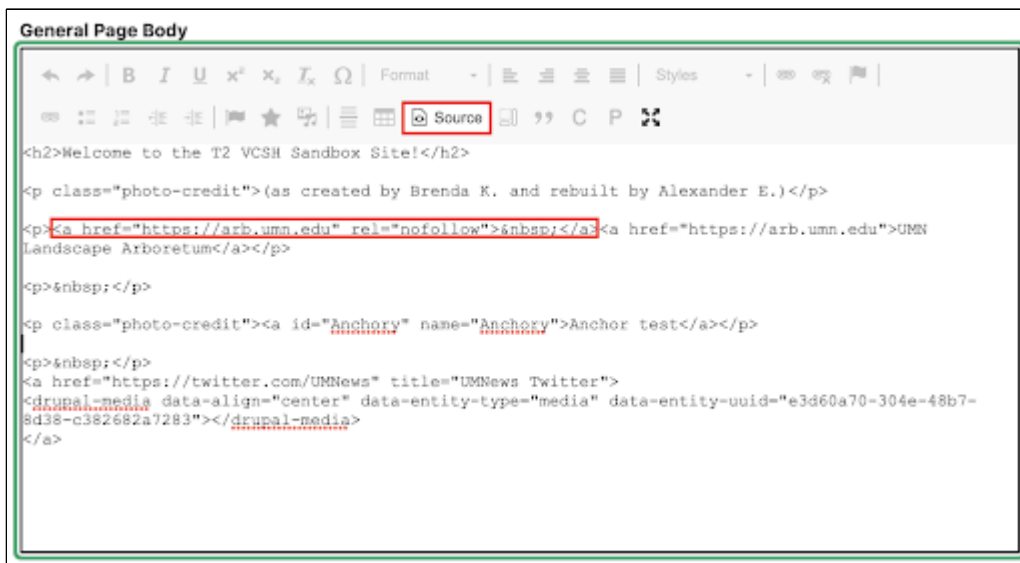 General Page Body
B I U x² Xₓ Iₓ Ω Format Styles
Source C P
<h2>Welcome to the T2 VCSH Sandbox Site!</h2>
<p class="photo-credit">(as created by Brenda K. and rebuilt by Alexander E.)</p>
<p><a href="https://arb.umn.edu" rel="nofollow">&nbsp;</a><a href="https://arb.umn.edu">UMN
Landscape Arboretum</a></p>
<p>&nbsp;</p>
<p class="photo-credit"><a id="Anchory" name="Anchory">Anchor test</a></p>
<p>&nbsp;</p>
<a href="https://twitter.com/UMNews" title="UMNews Twitter">
<drupal-media data-align="center" data-entity-type="media" data-entity-uuid="e3d60a70-304e-48b7-
8d38-c382682a7283"></drupal-media>
</a>